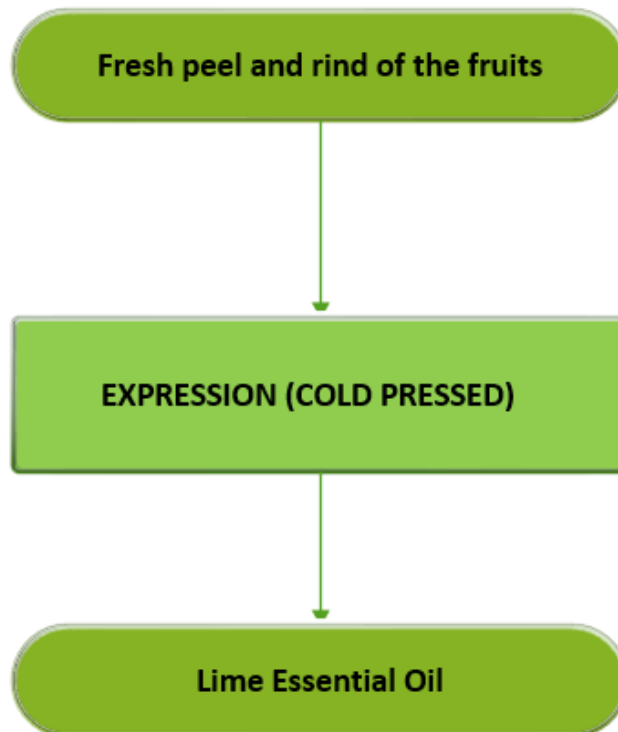 Fresh peel and rind of the fruits
EXPRESSION (COLD PRESSED)
Lime Essential Oil